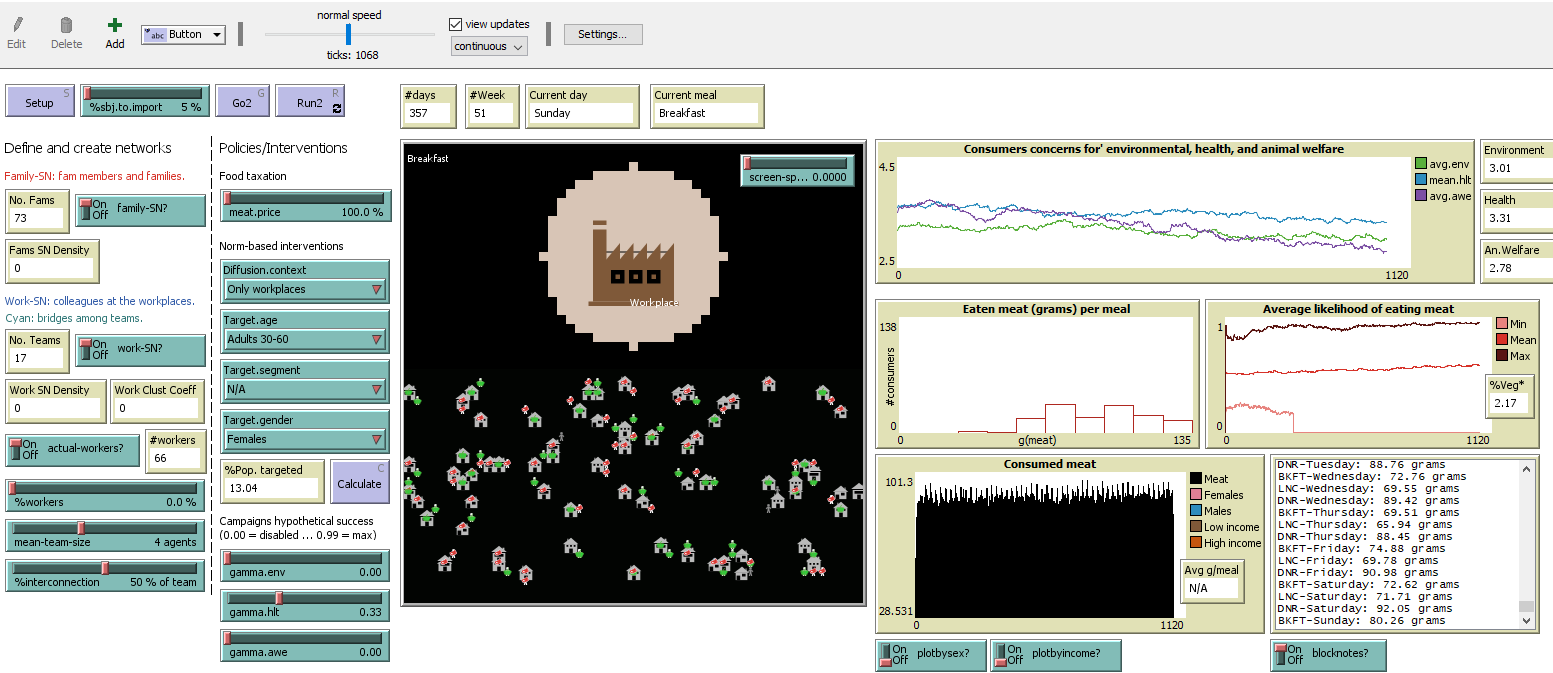 normal speed
view updates
Edit
Delete
Add
abc Button
continuous
Settings...
ticks: 1068
Setup S
%sbj.to.import 5 %
Go2 G
Run2 R
#days
357
#Week
51
Current day
Sunday
Current meal
Breakfast
Define and create networks
Family-SN: fam members and families.
No. Fams
73
On
Off
family-SN?
Fams SN Density
0
Work-SN: colleagues at the workplaces.
Cyan: bridges among teams.
No. Teams
17
On
Off
work-SN?
Work SN Density
0
Work Clust Coeff
0
On
Off
actual-workers?
#workers
66
%workers 0.0 %
mean-team-size 4 agents
%interconnection 50 % of team
Policies/Interventions
Food taxation
meat.price 100.0 %
Norm-based interventions
Diffusion.context
Only workplaces
Target.age
Adults 30-60
Target.segment
N/A
Target.gender
Females
%Pop. targeted
13.04
Calculate C
Campaigns hypothetical success
(0.00 = disabled ... 0.99 = max)
gamma.env 0.00
gamma.hlt 0.33
gamma.awe 0.00
Breakfast
screen-sp... 0.0000
Workplace
Consumers concerns for' environmental, health, and animal welfare
4.5
2.5
0
1120
avg.env
mean.hlt
avg.awe
Environment
3.01
Health
3.31
An.Welfare
2.78
Eaten meat (grams) per meal
138
#consumers
0
0
g(meat)
135
Average likelihood of eating meat
1
0
0
1120
Min
Mean
Max
%Veg*
2.17
Consumed meat
101.3
28.531
0
1120
Meat
Females
Males
Low income
High income
Avg g/meal
N/A
DNR-Tuesday: 88.76 grams
BKFT-Wednesday: 72.76 grams
LNC-Wednesday: 69.55 grams
DNR-Wednesday: 89.42 grams
BKFT-Thursday: 69.51 grams
LNC-Thursday: 65.94 grams
DNR-Thursday: 88.45 grams
BKFT-Friday: 74.88 grams
LNC-Friday: 69.78 grams
DNR-Friday: 90.98 grams
BKFT-Saturday: 72.62 grams
LNC-Saturday: 71.71 grams
DNR-Saturday: 92.05 grams
BKFT-Sunday: 80.26 grams
On
Off
plotbysex?
On
Off
plotbyincome?
On
Off
blocknotes?